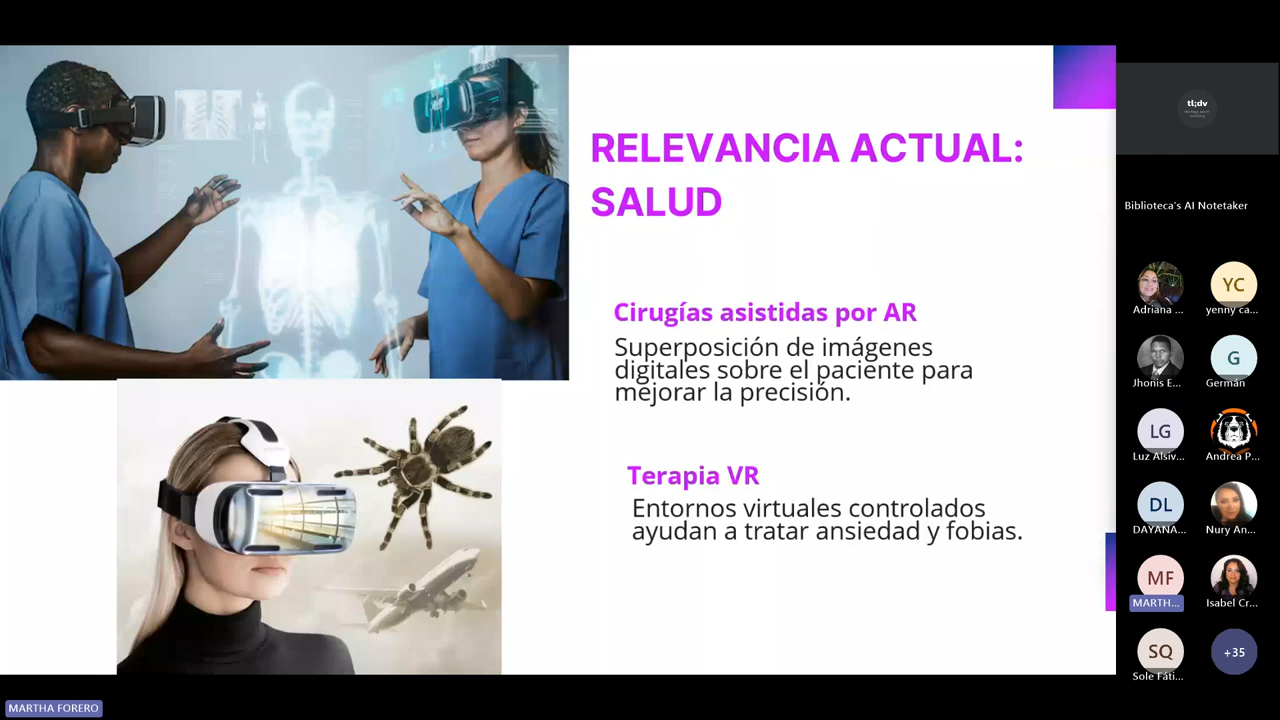 RELEVANCIA ACTUAL:
SALUD
Cirugías asistidas por AR
Superposición de imágenes
digitales sobre el paciente para
mejorar la precisión.
Terapia VR
Entornos virtuales controlados
ayudan a tratar ansiedad y fobias.
tl;dv
Biblioteca's AI Notetaker
Adriana ...
YC
yenny ca...
Jhonis E...
G
Germán
LG
Luz Alsiv...
Andrea P...
DL
DAYANA...
Nury An...
MF
MARTH...
Isabel Cr...
SQ
Sole Fáti...
+35
MARTHA FORERO